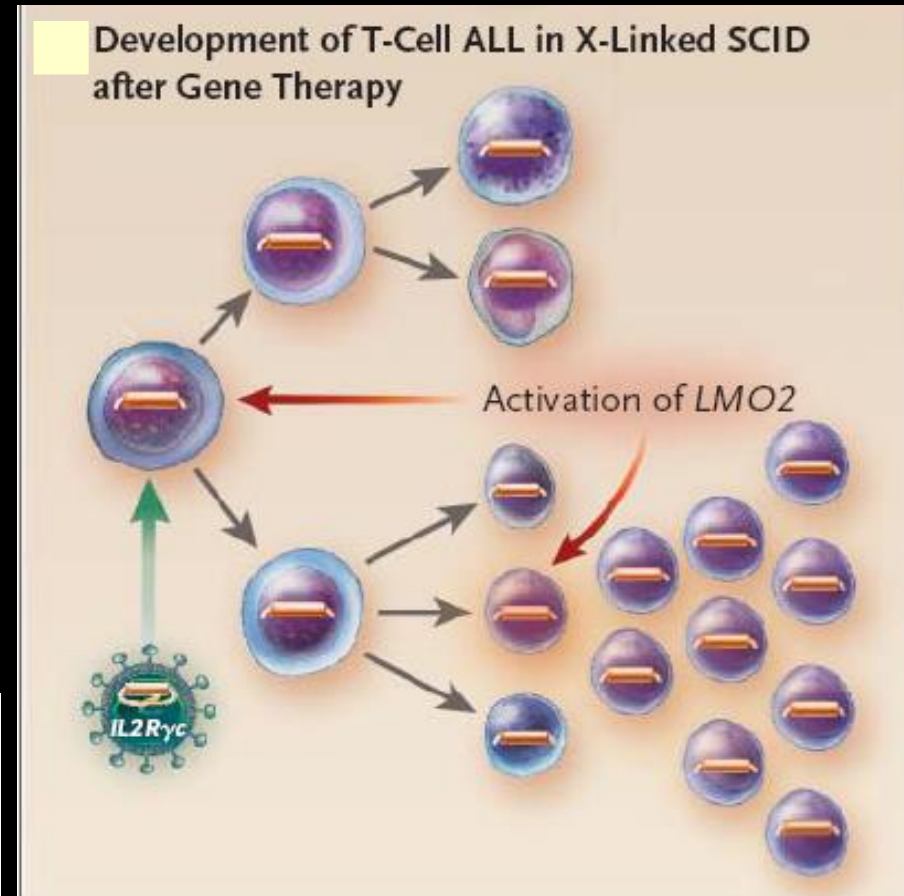 Development of T-Cell ALL in X-Linked SCID
after Gene Therapy
Activation of LMO2
IL2Rγc